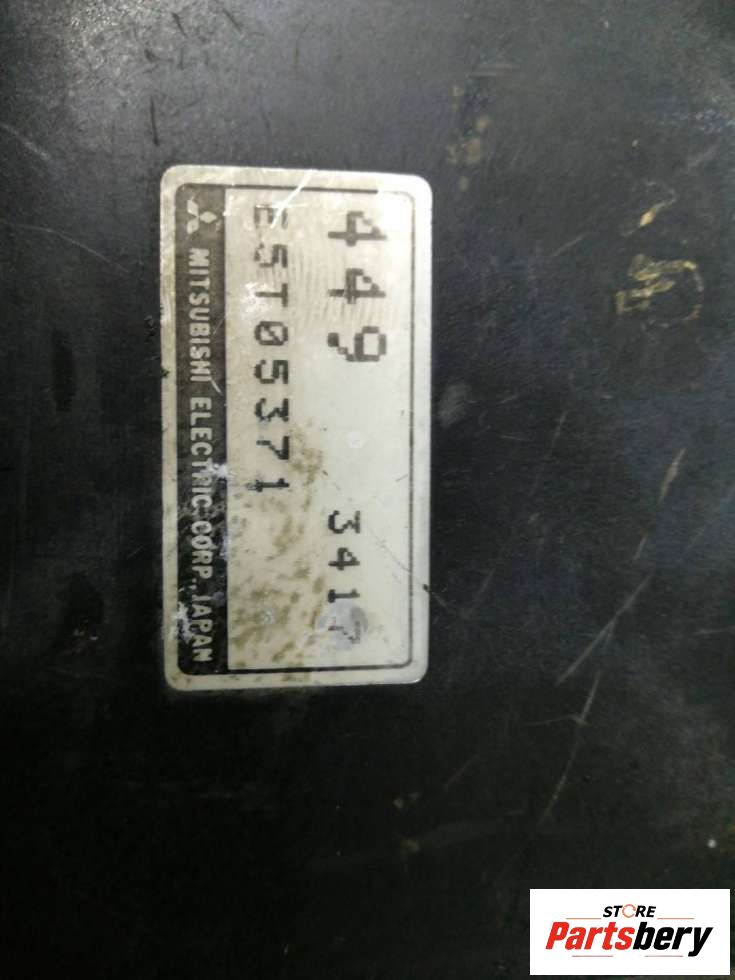 449 3417
E5T05371
MITSUBISHI ELECTRIC CORP., JAPAN
STORE
Partsbery